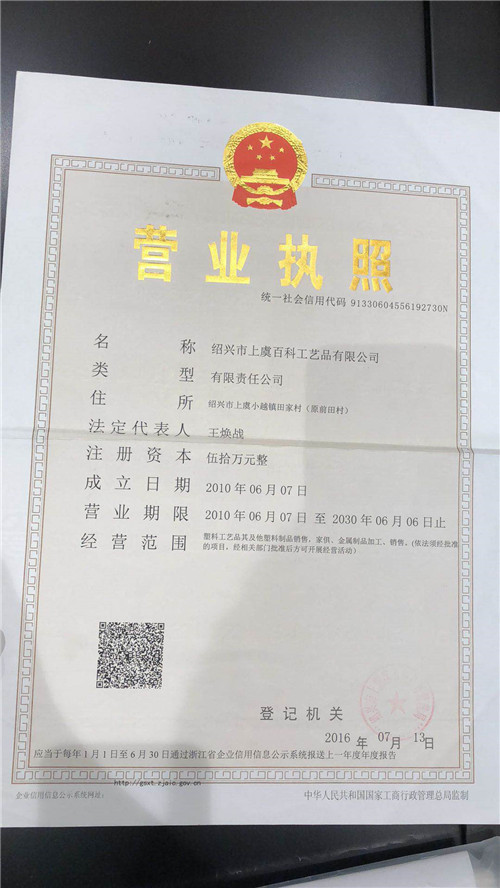 营业执照
统一社会信用代码 91330604556192730N
名称 绍兴市上虞百科工艺品有限公司
类型 有限责任公司
住所 绍兴市上虞小越镇田家村（原前田村）
法定代表人 王焕战
注册资本 伍拾万元整
成立日期 2010年06月07日
营业期限 2010年06月07日 至 2030年06月06日止
经营范围 塑料工艺品其及他塑料制品销售，家俱、金属制品加工、销售。(依法须经批准
的项目，经相关部门批准后方可开展经营活动)
登记机关
2016年07月13日
应当于每年1月1日至6月30日通过浙江省企业信用信息公示系统报送上一年度年度报告
http://gsxt.zjaic.gov.cn
企业信用信息公示系统网址：
中华人民共和国国家工商行政管理总局监制